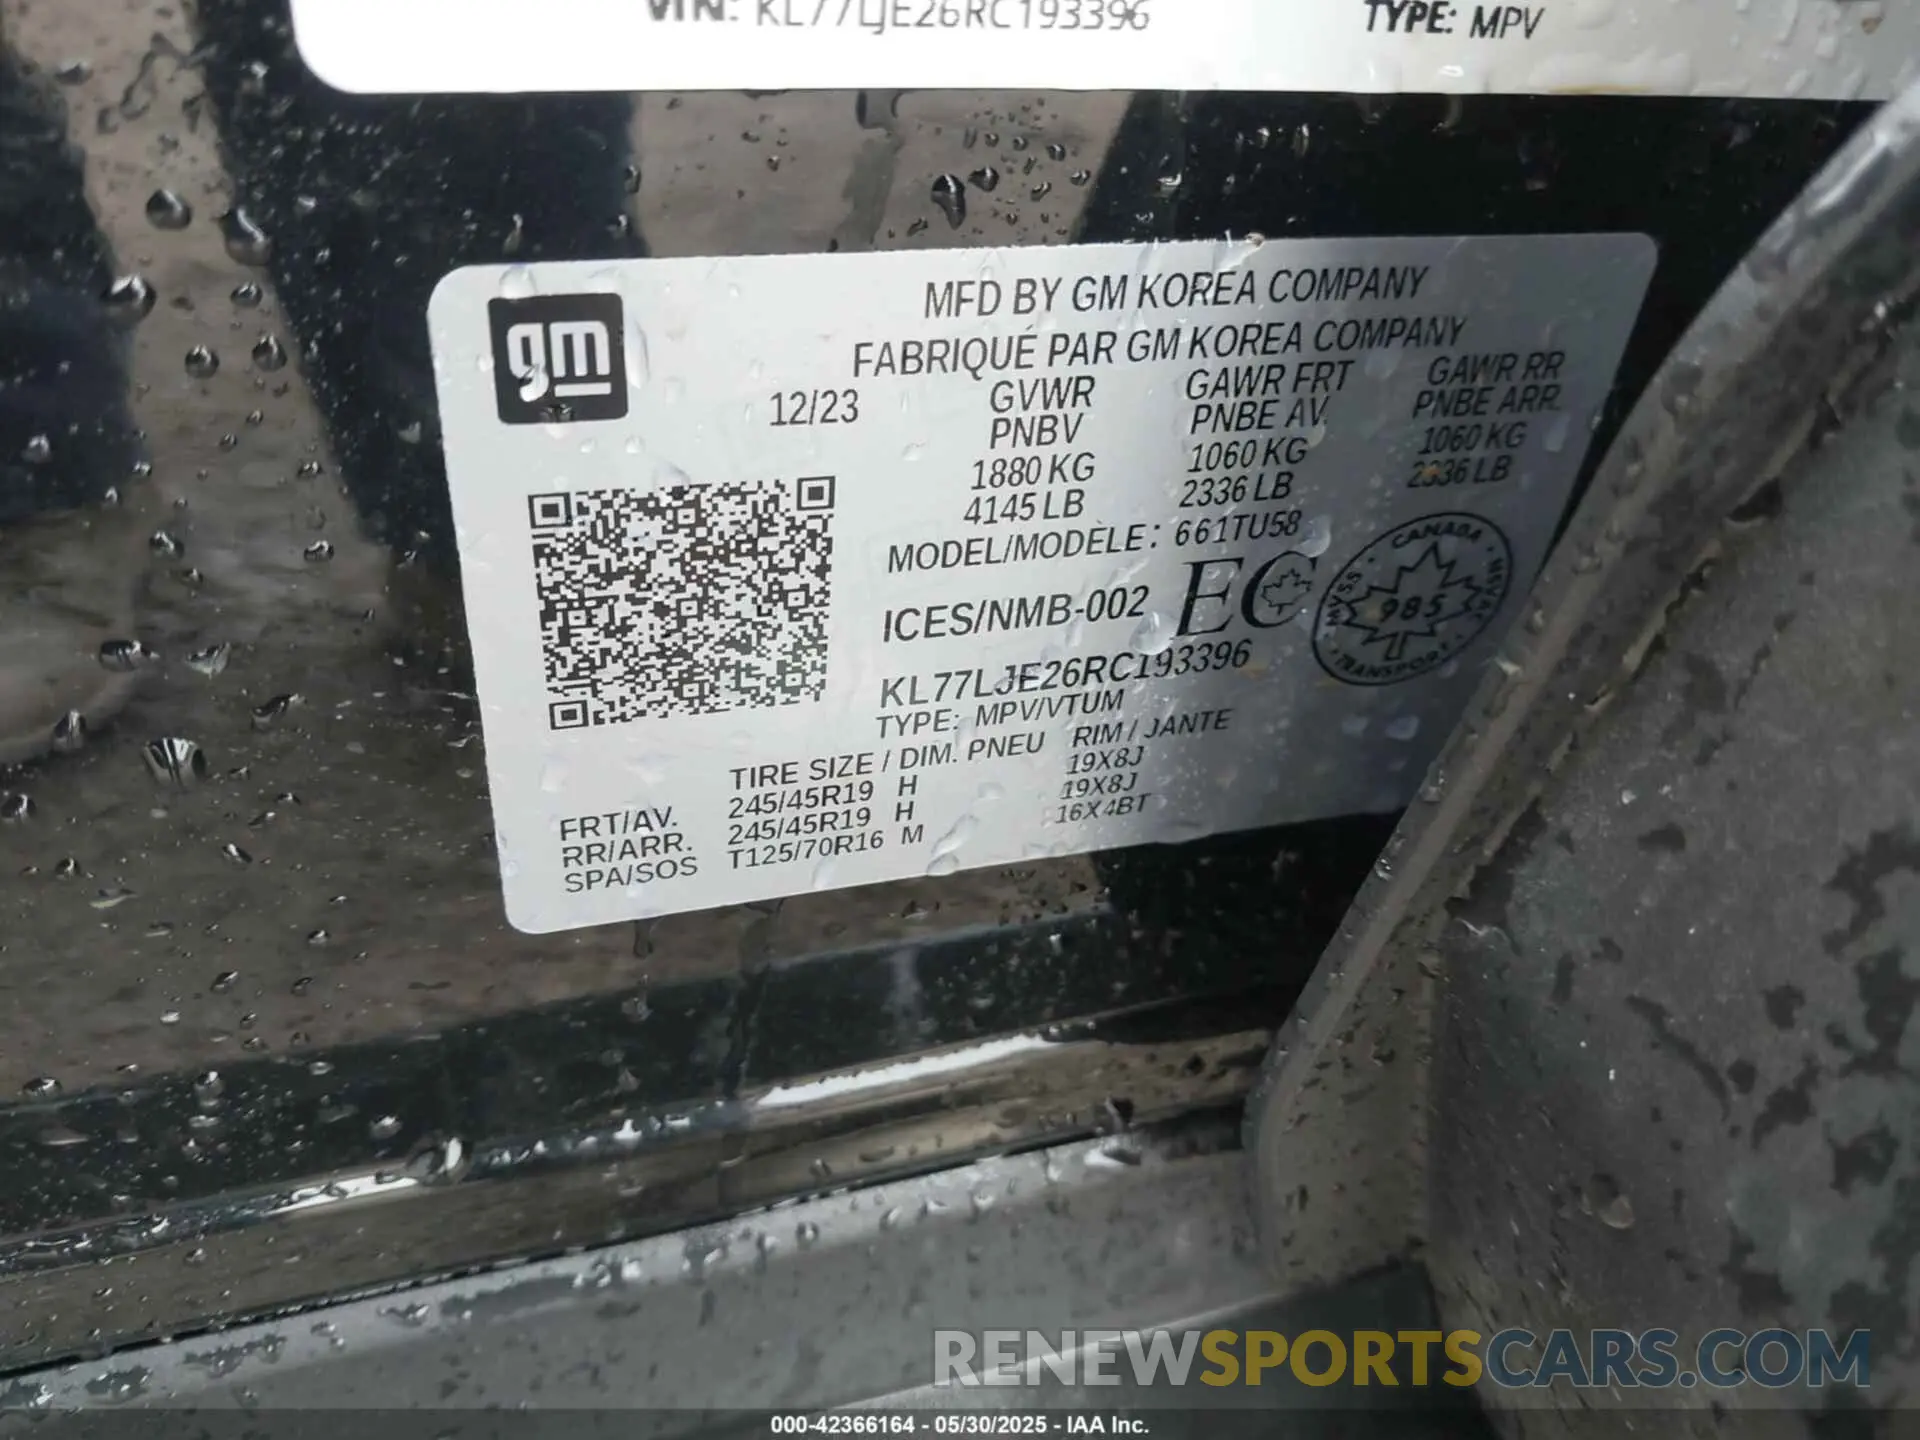 VIN: KL77LJE26RC193396 TYPE: MPV
gm
MFD BY GM KOREA COMPANY
FABRIQUÉ PAR GM KOREA COMPANY
12/23 GVWR GAWR FRT GAWR RR
PNBV PNBE AV. PNBE ARR.
1880 KG 1060 KG 1060 KG
4145 LB 2336 LB 2336 LB
MODEL/MODÈLE: 661TU58
ICES/NMB-002 EC
CANADA MVSS 985 NSVAC TRANSPORT
KL77LJE26RC193396
TYPE: MPV/VTUM
TIRE SIZE / DIM. PNEU RIM / JANTE
FRT/AV. 245/45R19 H 19X8J
RR/ARR. 245/45R19 H 19X8J
SPA/SOS T125/70R16 M 16X4BT
RENEWSPORTSCARS.COM
000-42366164 - 05/30/2025 - IAA Inc.